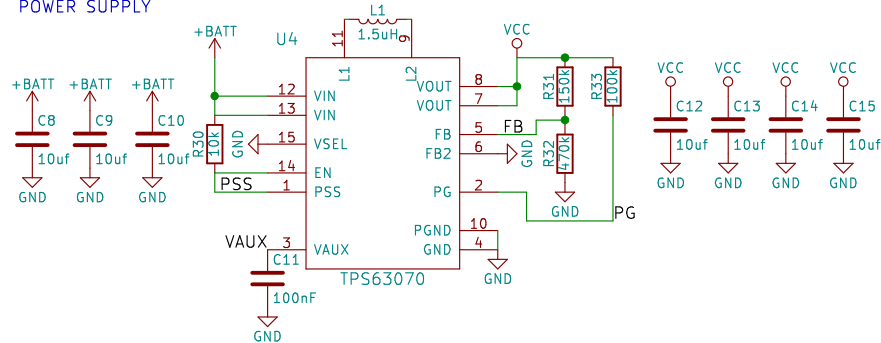 POWER SUPPLY
L1
1.5uH
11
9
+BATT
U4
VCC
L1
L2
+BATT
+BATT
+BATT
C8
10uf
GND
C9
10uf
GND
C10
10uf
GND
R30
10k
GND
PSS
12
VIN
13
VIN
15
VSEL
14
EN
1
PSS
VAUX
3
VAUX
C11
100nF
GND
TPS63070
VOUT
8
VOUT
7
FB
5
FB
FB2
6
GND
PG
2
PGND
10
GND
4
GND
R31
150k
R33
100k
R32
470k
GND
PG
VCC
VCC
VCC
VCC
C12
10uf
GND
C13
10uf
GND
C14
10uf
GND
C15
10uf
GND